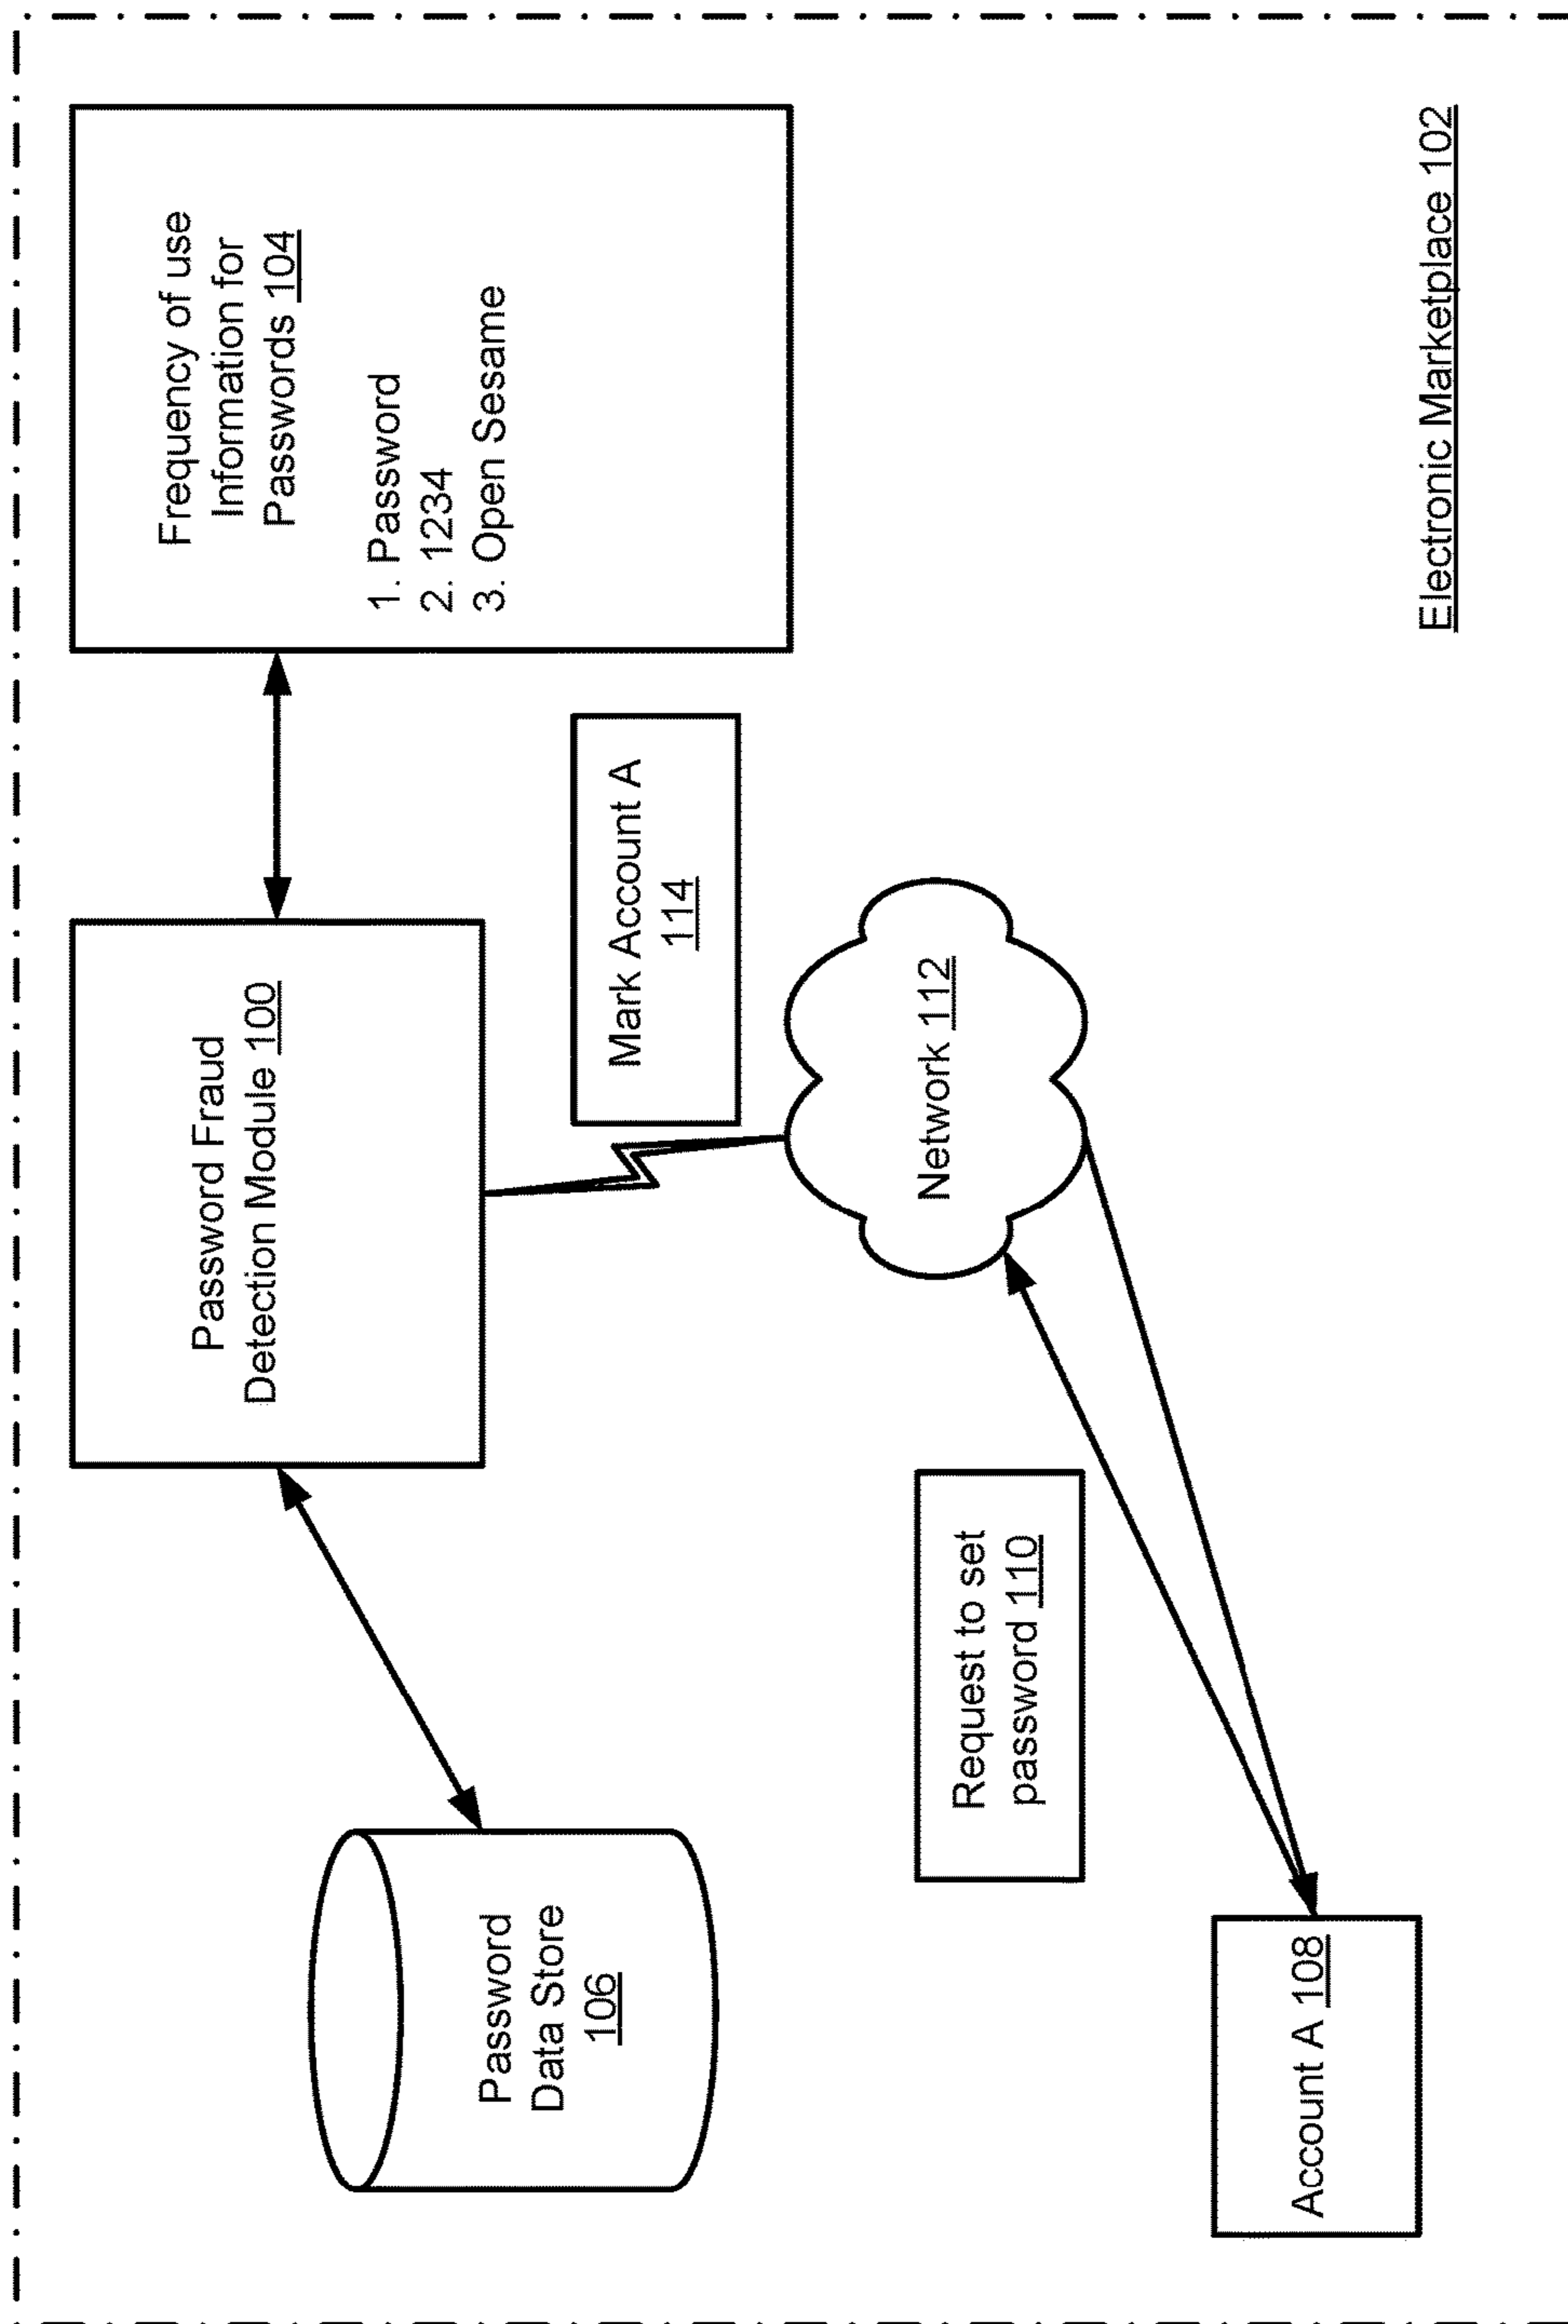 Password Fraud
Detection Module 100
Frequency of use
Information for
Passwords 104
1. Password
2. 1234
3. Open Sesame
Password
Data Store
106
Mark Account A
114
Network 112
Request to set
password 110
Account A 108
Electronic Marketplace 102